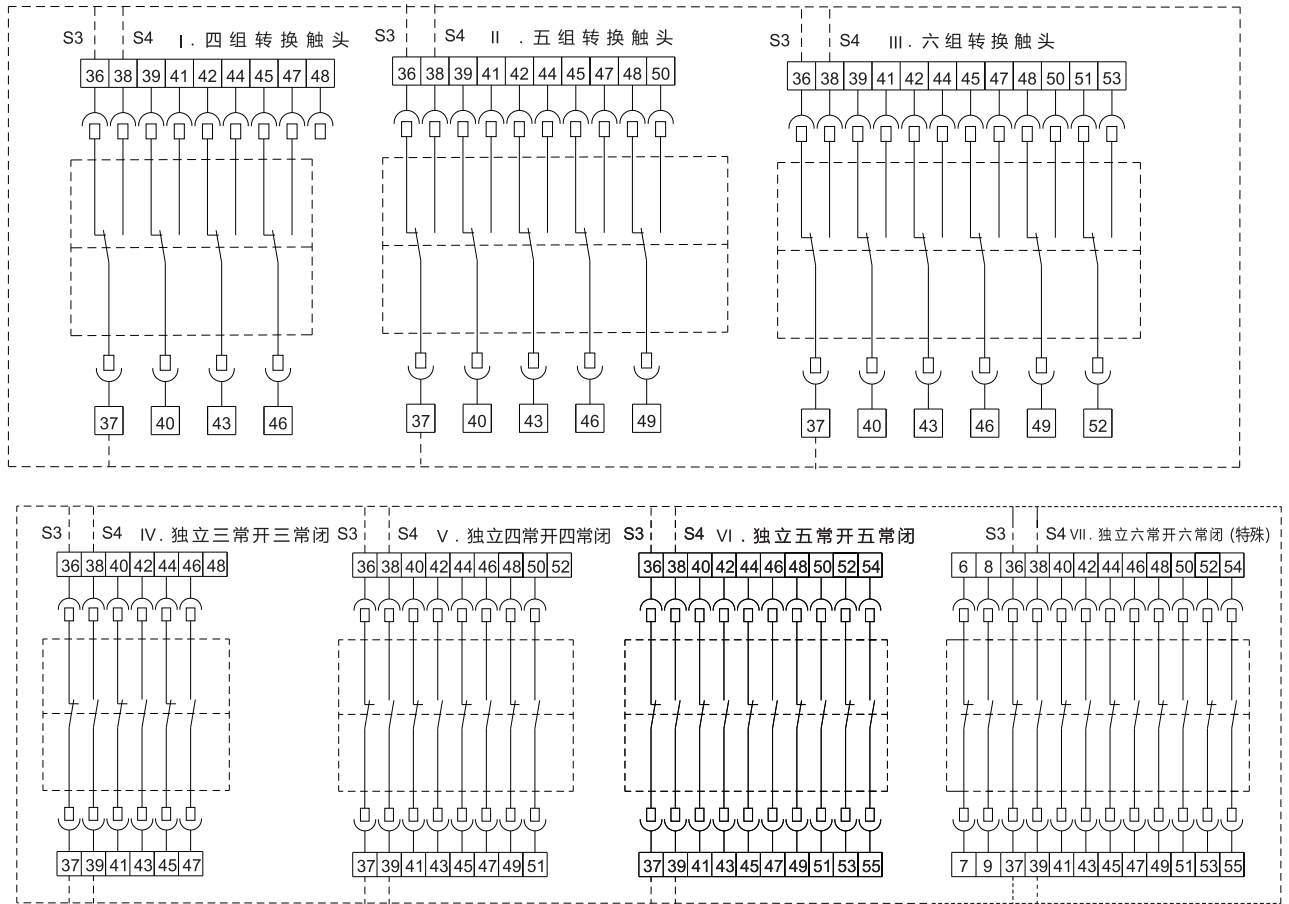 S3 S4 I . 四组转换触头
36 38 39 41 42 44 45 47 48
37 40 43 46
S3 S4 II . 五组转换触头
36 38 39 41 42 44 45 47 48 50
37 40 43 46 49
S3 S4 III . 六组转换触头
36 38 39 41 42 44 45 47 48 50 51 53
37 40 43 46 49 52
S3 S4 IV . 独立三常开三常闭
36 38 40 42 44 46 48
37 39 41 43 45 47
S3 S4 V . 独立四常开四常闭
36 38 40 42 44 46 48 50 52
37 39 41 43 45 47 49 51
S3 S4 VI . 独立五常开五常闭
36 38 40 42 44 46 48 50 52 54
37 39 41 43 45 47 49 51 53 55
S3 S4 VII . 独立六常开六常闭 (特殊)
6 8 36 38 40 42 44 46 48 50 52 54
7 9 37 39 41 43 45 47 49 51 53 55